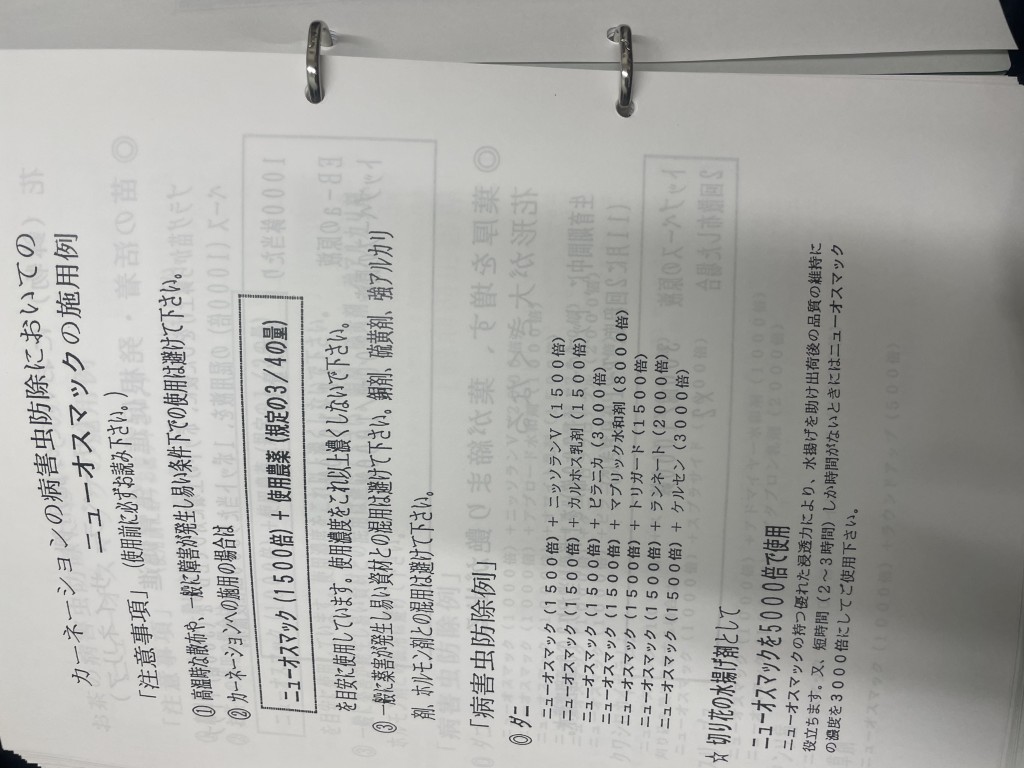 カーネーションの病害虫防除においての
ニューオスマックの施用例
「注意事項」　(使用前に必ずお読み下さい。)
① 高温時な散布や、一般に障害が発生し易い条件下での使用は避けて下さい。
② カーネーションへの施用の場合は
ニューオスマック (1500倍) + 使用農薬 (規定の3/4の量)
を目安に使用しています。使用濃度をこれ以上濃くしないで下さい。
③ 一般に薬害が発生し易い資材との混用は避けて下さい。銅剤、硫黄剤、強アルカリ
剤、ホルモン剤との混用は避けて下さい。
「病害虫防除例」
◎ ダニ
ニューオスマック (1500倍) + ニッソランV (1500倍)
ニューオスマック (1500倍) + カルホス乳剤 (1500倍)
ニューオスマック (1500倍) + ピラニカ (3000倍)
ニューオスマック (1500倍) + マブリック水和剤 (8000倍)
ニューオスマック (1500倍) + トリガード (1500倍)
ニューオスマック (1500倍) + ランネート (2000倍)
ニューオスマック (1500倍) + ケルセン (3000倍)
☆ 切り花の水揚げ剤として
ニューオスマックを5000倍で使用
ニューオスマックの持つ優れた浸透力により、水揚げを助け出荷後の品質の維持に
役立ちます。又、短時間 (2～3時間) しか時間がないときにはニューオスマック
の濃度を3000倍にしてご使用下さい。